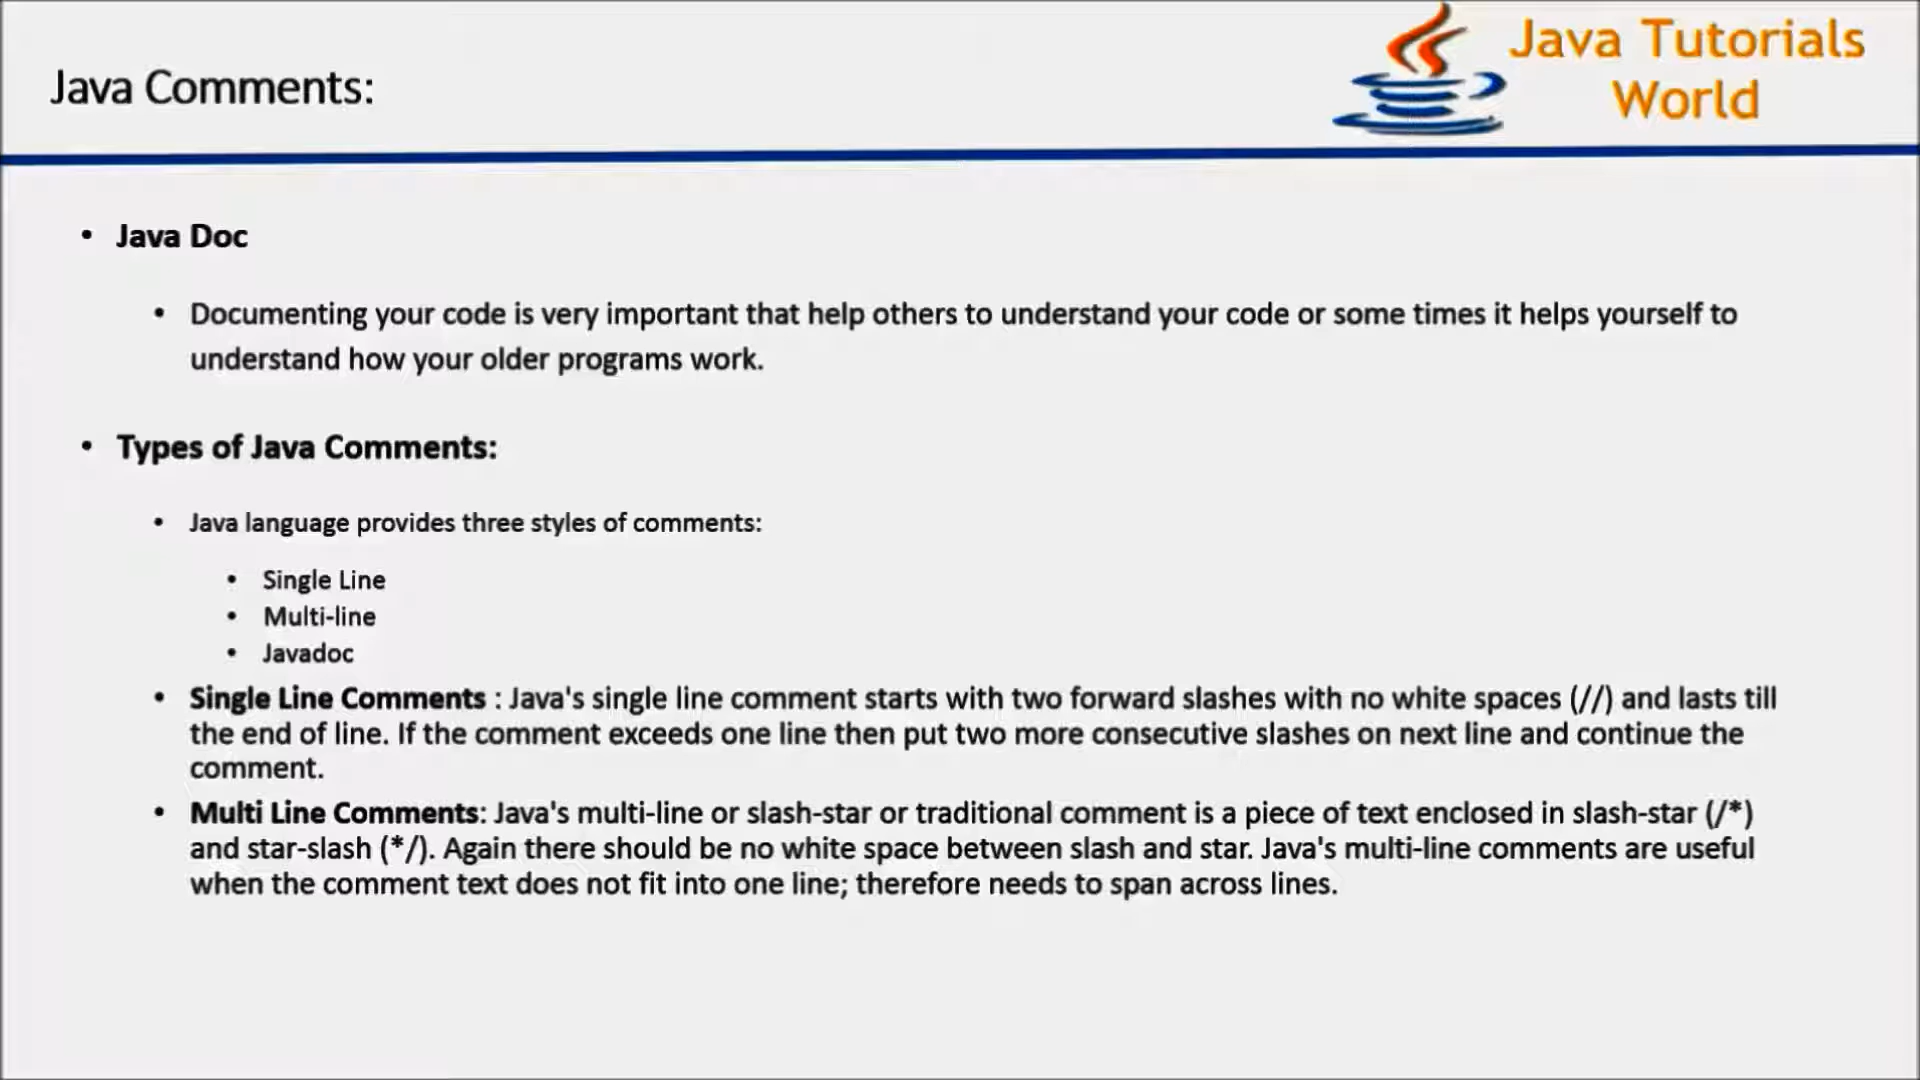 Java Tutorials
World
Java Comments:
• Java Doc
• Documenting your code is very important that help others to understand your code or some times it helps yourself to
understand how your older programs work.
• Types of Java Comments:
• Java language provides three styles of comments:
• Single Line
• Multi-line
• Javadoc
• Single Line Comments : Java's single line comment starts with two forward slashes with no white spaces (//) and lasts till
the end of line. If the comment exceeds one line then put two more consecutive slashes on next line and continue the
comment.
• Multi Line Comments: Java's multi-line or slash-star or traditional comment is a piece of text enclosed in slash-star (/*)
and star-slash (*/). Again there should be no white space between slash and star. Java's multi-line comments are useful
when the comment text does not fit into one line; therefore needs to span across lines.